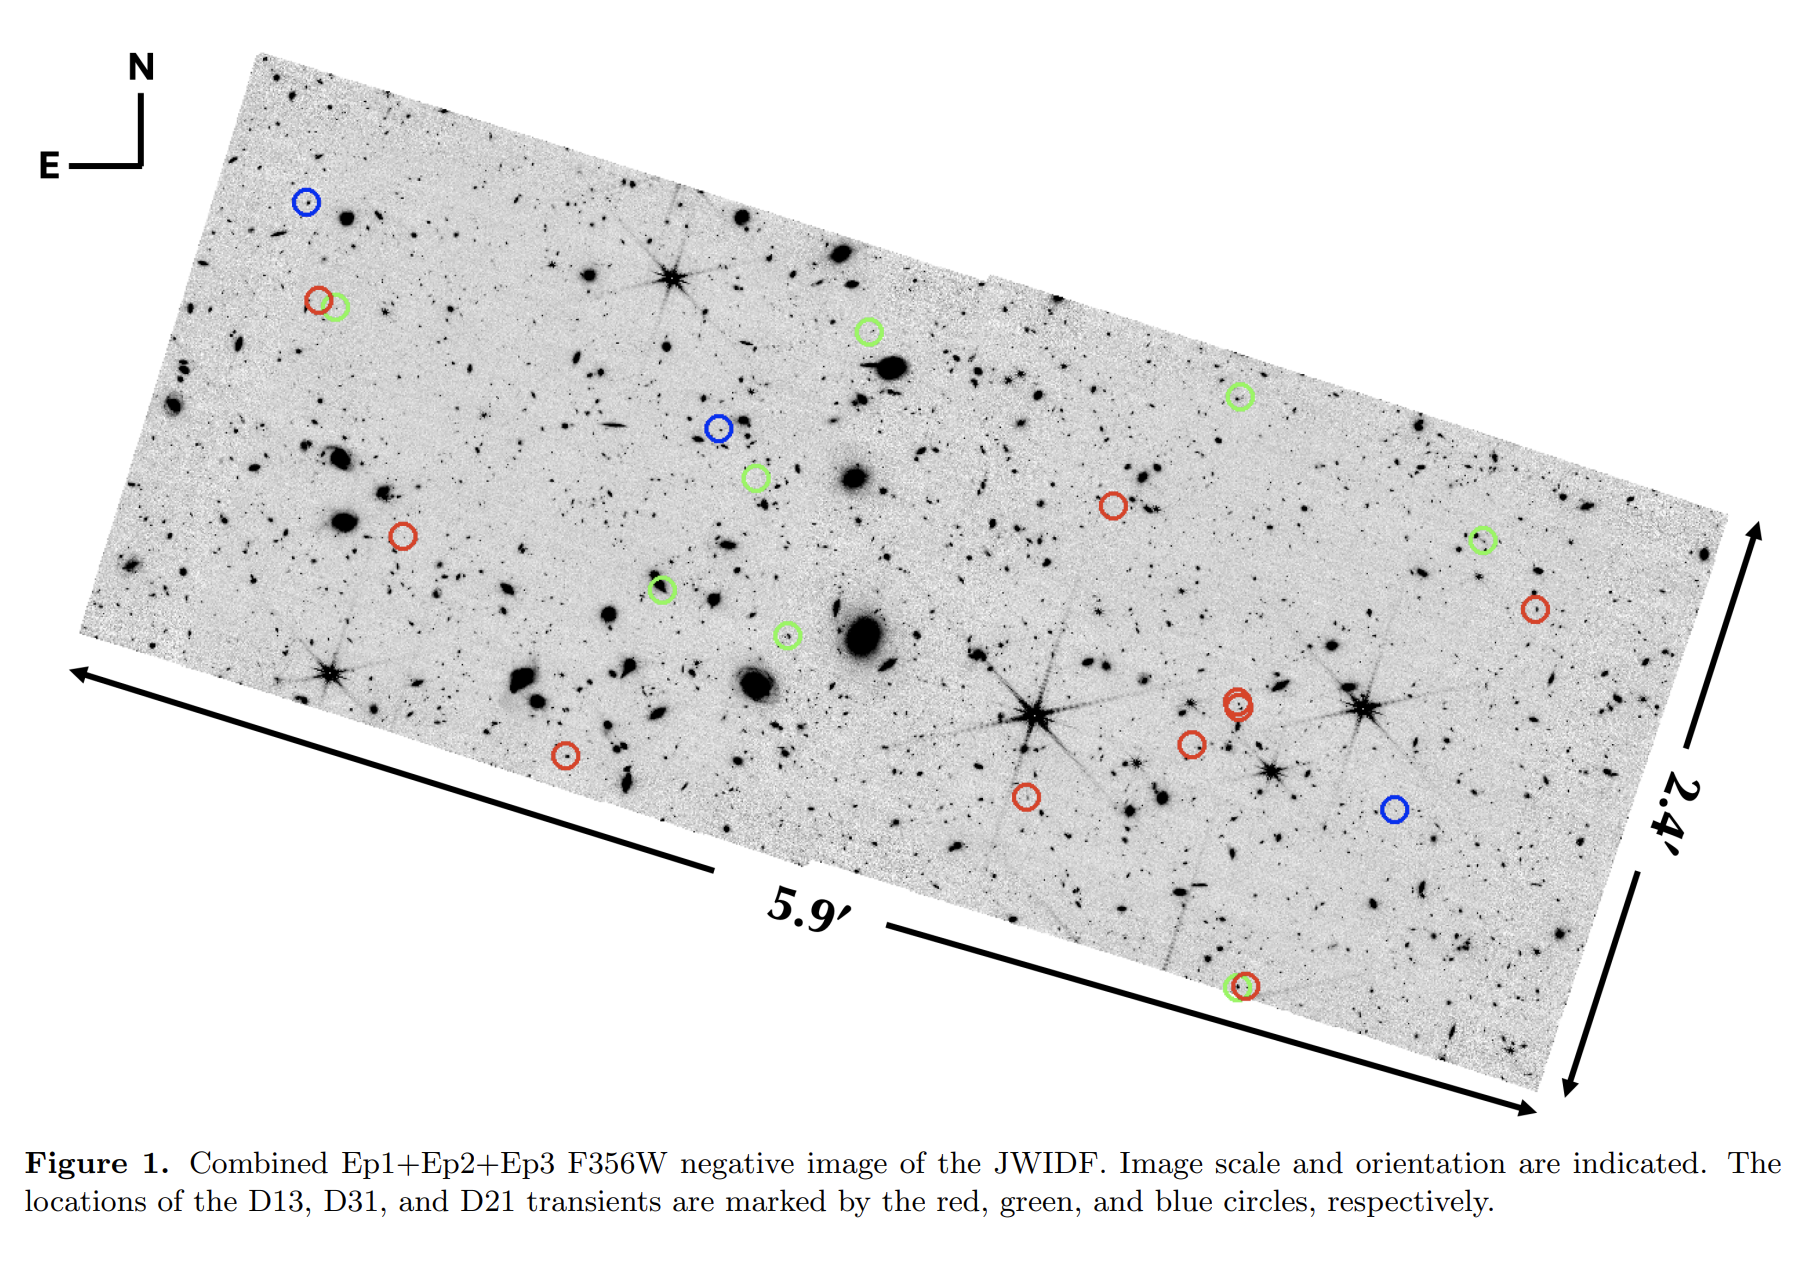 N
E
2.4′
5.9′
Figure 1. Combined Ep1+Ep2+Ep3 F356W negative image of the JWIDF. Image scale and orientation are indicated. The
locations of the D13, D31, and D21 transients are marked by the red, green, and blue circles, respectively.